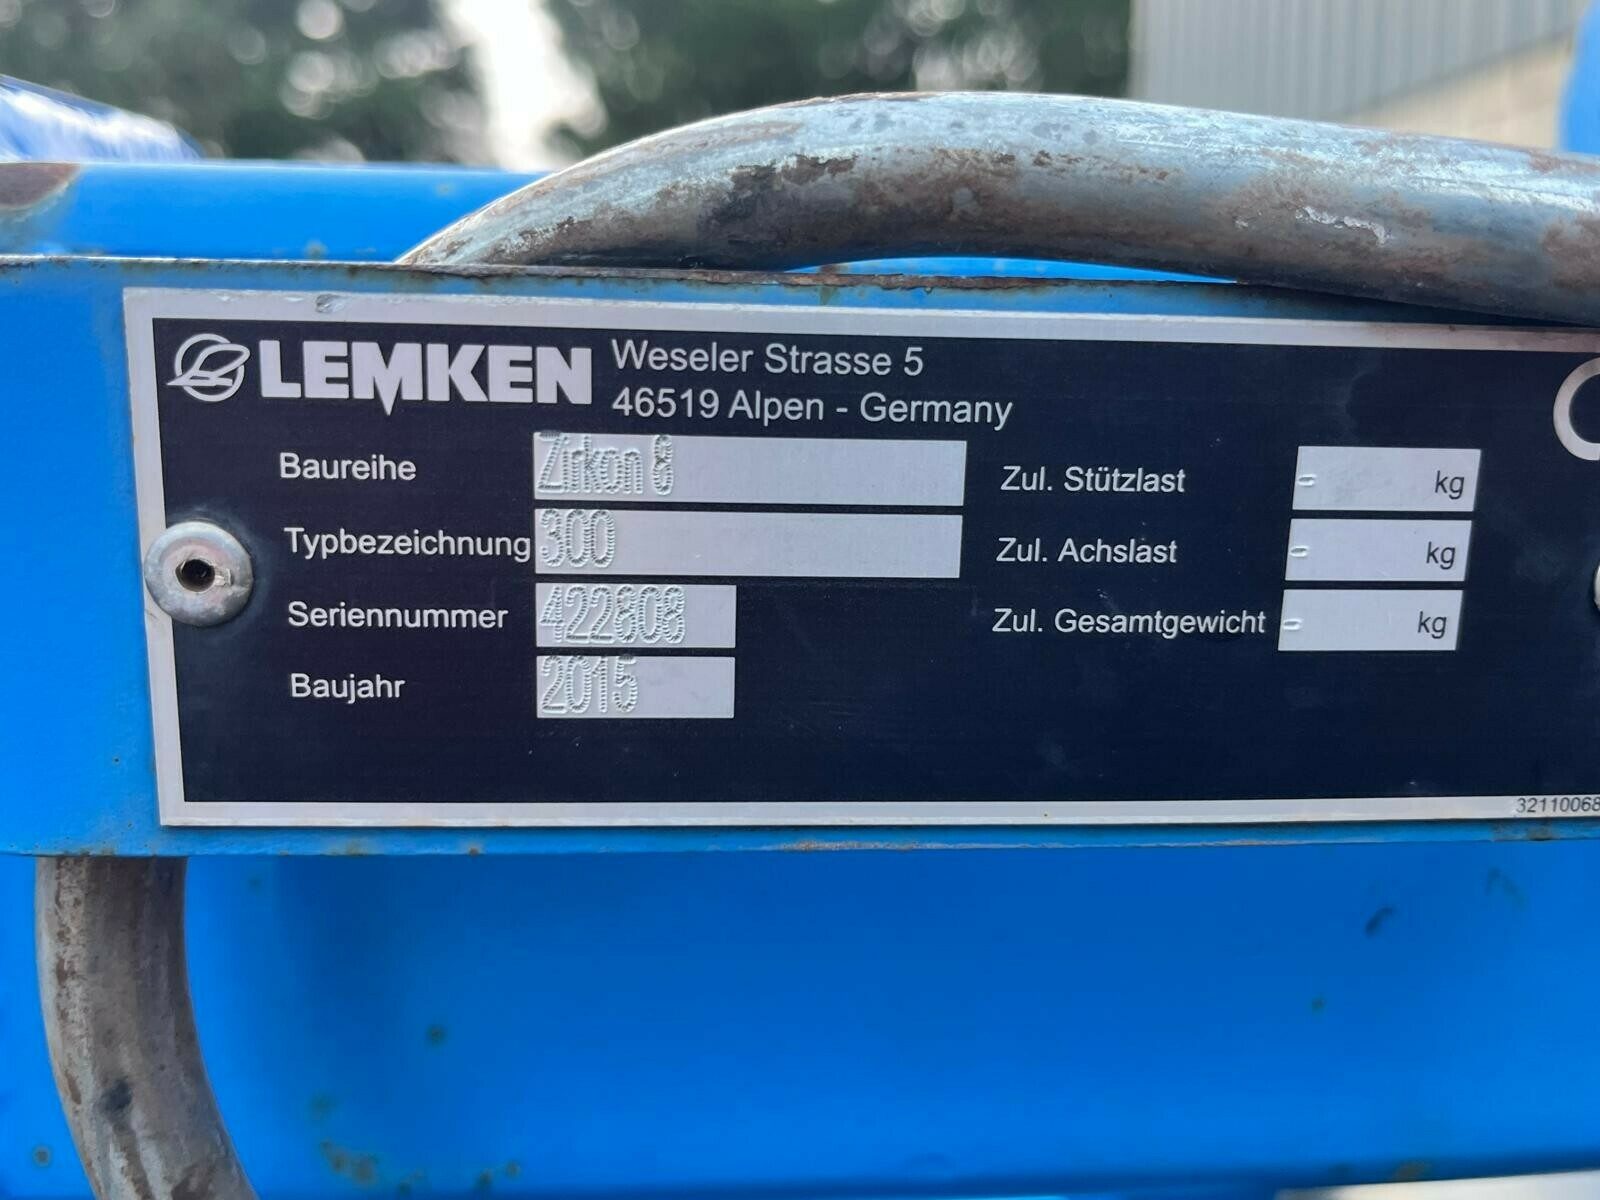 LEMKEN Weseler Strasse 5
46519 Alpen - Germany
Baureihe Zirkon 8 Zul. Stützlast - kg
Typbezeichnung 300 Zul. Achslast - kg
Seriennummer 422808 Zul. Gesamtgewicht - kg
Baujahr 2015
32110068